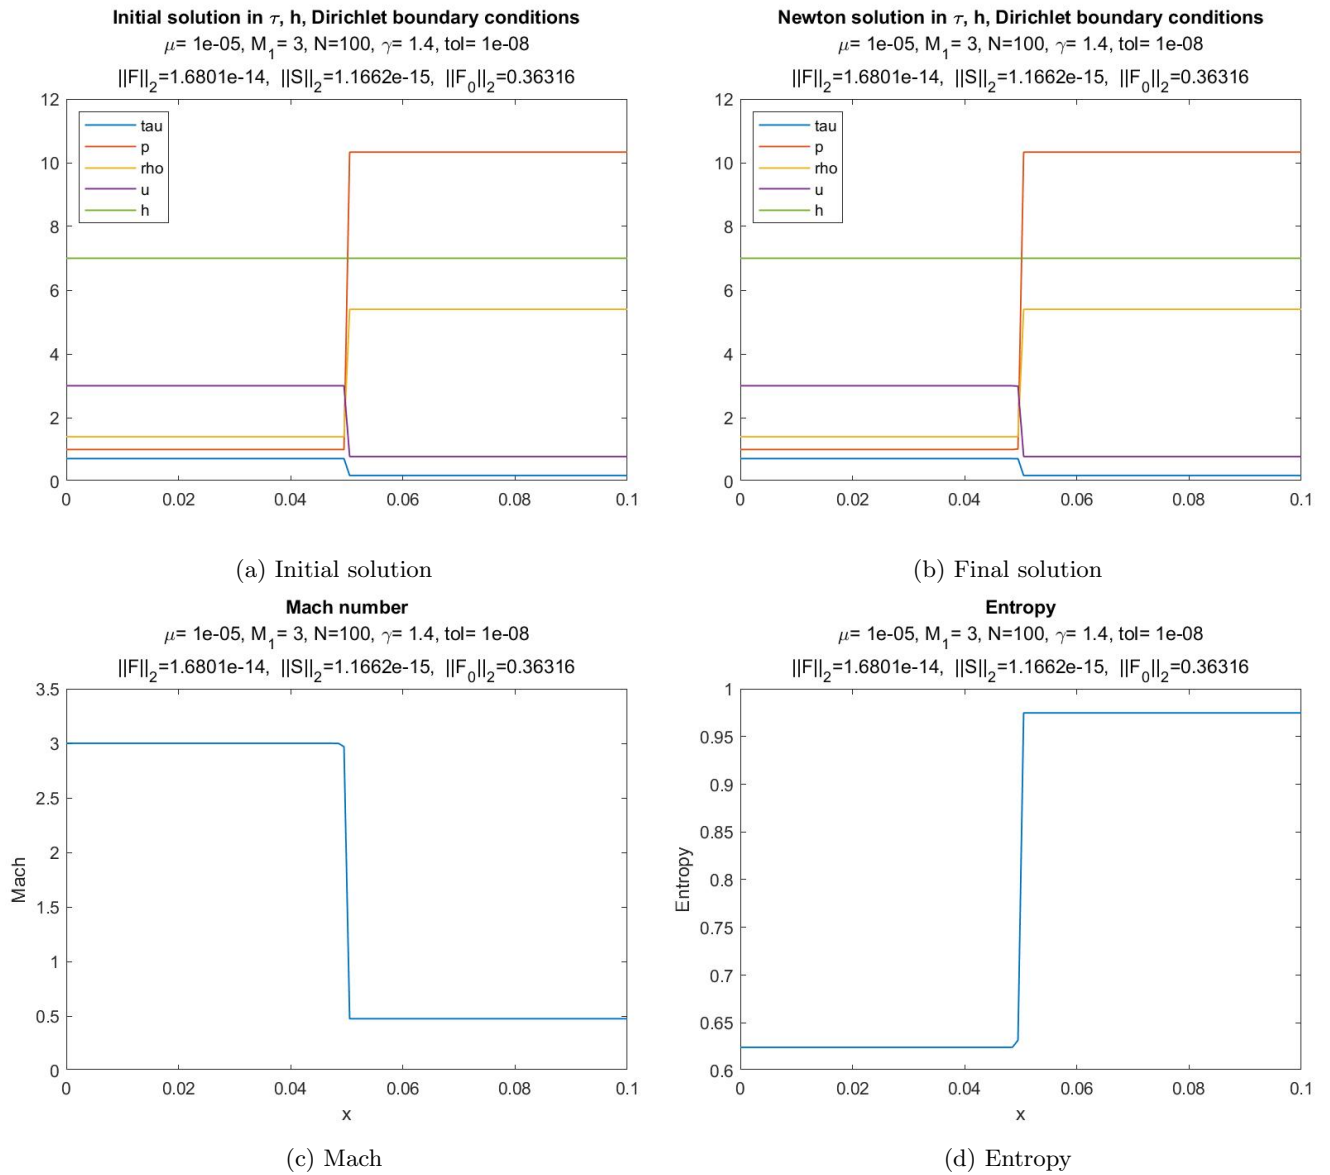 Initial solution in τ, h, Dirichlet boundary conditions
μ= 1e-05, M₁= 3, N=100, γ= 1.4, tol= 1e-08
||F||₂=1.6801e-14, ||S||₂=1.1662e-15, ||F₀||₂=0.36316
12
10
8
6
4
2
0
tau
p
rho
u
h
0 0.02 0.04 0.06 0.08 0.1
(a) Initial solution
Newton solution in τ, h, Dirichlet boundary conditions
μ= 1e-05, M₁= 3, N=100, γ= 1.4, tol= 1e-08
||F||₂=1.6801e-14, ||S||₂=1.1662e-15, ||F₀||₂=0.36316
12
10
8
6
4
2
0
tau
p
rho
u
h
0 0.02 0.04 0.06 0.08 0.1
(b) Final solution
Mach number
μ= 1e-05, M₁= 3, N=100, γ= 1.4, tol= 1e-08
||F||₂=1.6801e-14, ||S||₂=1.1662e-15, ||F₀||₂=0.36316
Mach
3.5
3
2.5
2
1.5
1
0.5
0
0 0.02 0.04 0.06 0.08 0.1
x
(c) Mach
Entropy
μ= 1e-05, M₁= 3, N=100, γ= 1.4, tol= 1e-08
||F||₂=1.6801e-14, ||S||₂=1.1662e-15, ||F₀||₂=0.36316
Entropy
1
0.95
0.9
0.85
0.8
0.75
0.7
0.65
0.6
0 0.02 0.04 0.06 0.08 0.1
x
(d) Entropy